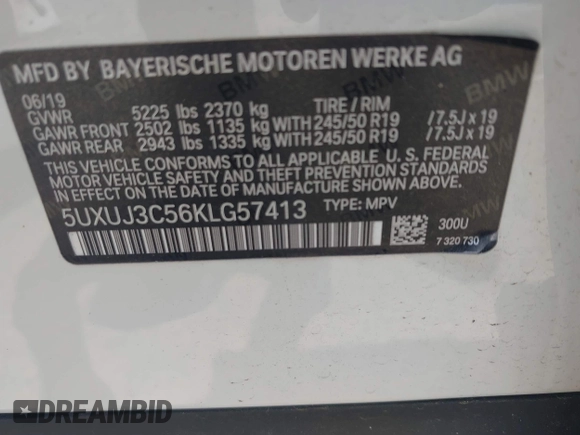 MFD BY BAYERISCHE MOTOREN WERKE AG
06/19
GVWR 5225 lbs 2370 kg TIRE / RIM
GAWR FRONT 2502 lbs 1135 kg WITH 245/50 R19 /7.5J x 19
GAWR REAR 2943 lbs 1335 kg WITH 245/50 R19 /7.5J x 19
THIS VEHICLE CONFORMS TO ALL APPLICABLE U. S. FEDERAL
MOTOR VEHICLE SAFETY AND THEFT PREVENTION STANDARDS IN
EFFECT ON THE DATE OF MANUFACTURE SHOWN ABOVE.
5UXUJ3C56KLG57413 TYPE: MPV
300U
7 320 730
DREAMBID